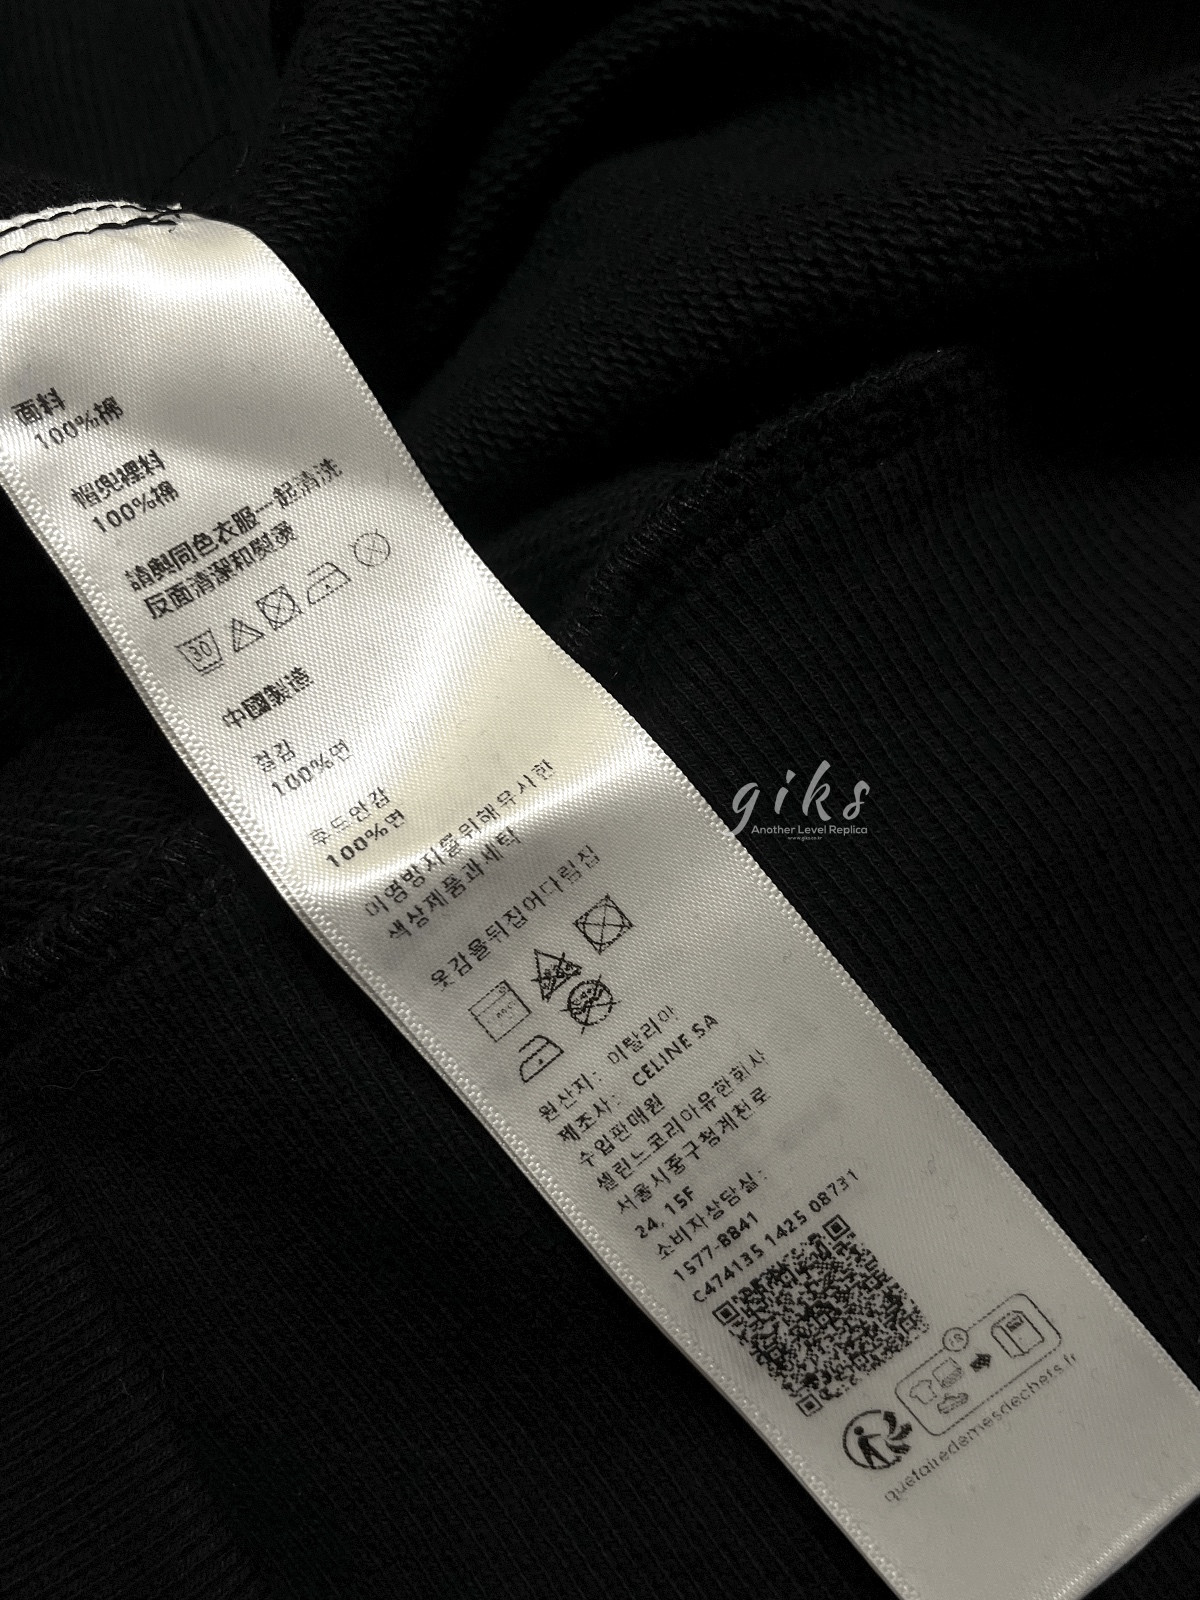 面料
100%棉
帽兜裡料
100%棉
請與同色衣服一起清洗
反面清潔和熨燙
30
中國製造
겉감
100%면
후드안감
100%면
이염방지를위해유사한
색상제품과세탁
옷감을뒤집어다림질
원산지: 이탈리아
제조사: CELINE SA
수입판매원
셀린느코리아유한회사
서울시중구청계천로
24, 15F
소비자상담실:
1577-8841
C474135 1425 08731
FR
quefairedemesdechets.fr
giks
Another Level Replica